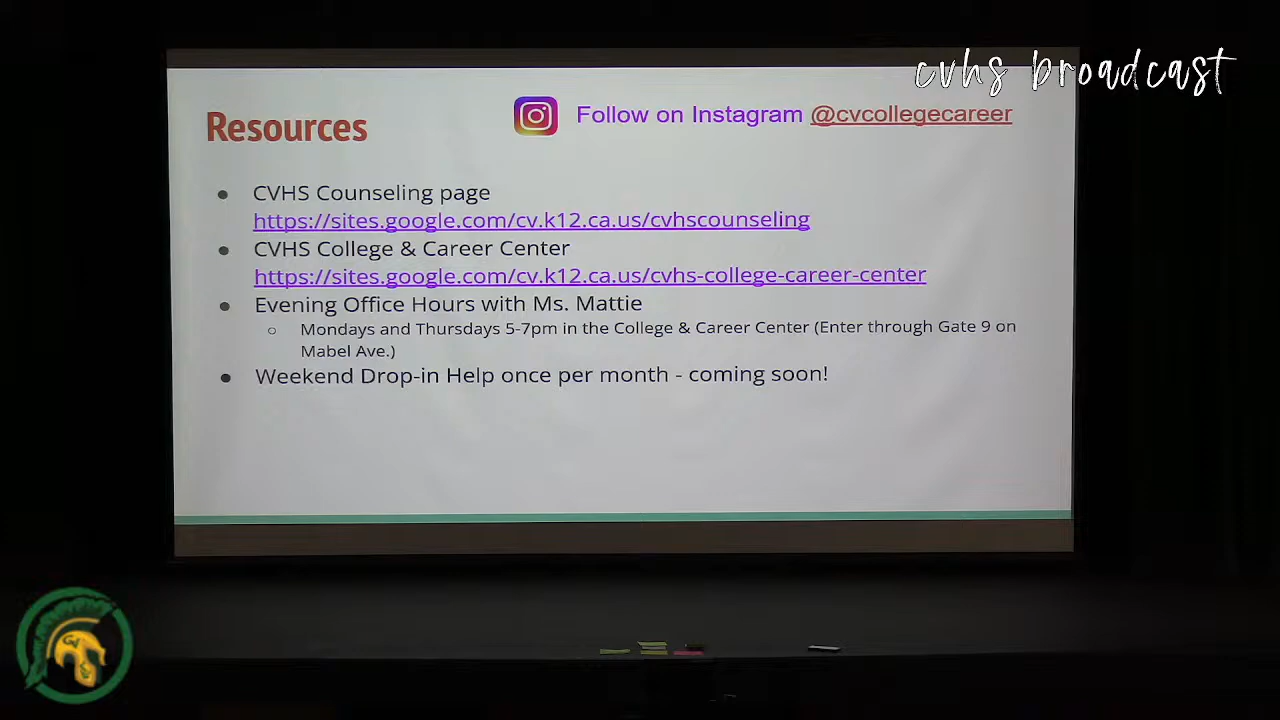 cvhs broadcast
Resources
Follow on Instagram @cvcollegecareer
CVHS Counseling page
https://sites.google.com/cv.k12.ca.us/cvhscounseling
CVHS College & Career Center
https://sites.google.com/cv.k12.ca.us/cvhs-college-career-center
Evening Office Hours with Ms. Mattie
Mondays and Thursdays 5-7pm in the College & Career Center (Enter through Gate 9 on
Mabel Ave.)
Weekend Drop-in Help once per month - coming soon!
CV